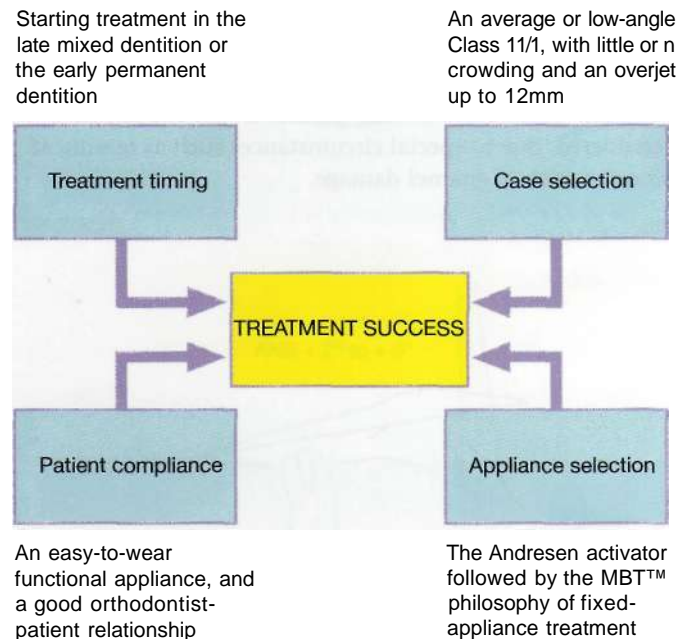 Starting treatment in the
late mixed dentition or
the early permanent
dentition
An average or low-angle
Class 11/1, with little or n
crowding and an overjet
up to 12mm
Treatment timing
Case selection
TREATMENT SUCCESS
Patient compliance
Appliance selection
An easy-to-wear
functional appliance, and
a good orthodontist-
patient relationship
The Andresen activator
followed by the MBT™
philosophy of fixed-
appliance treatment